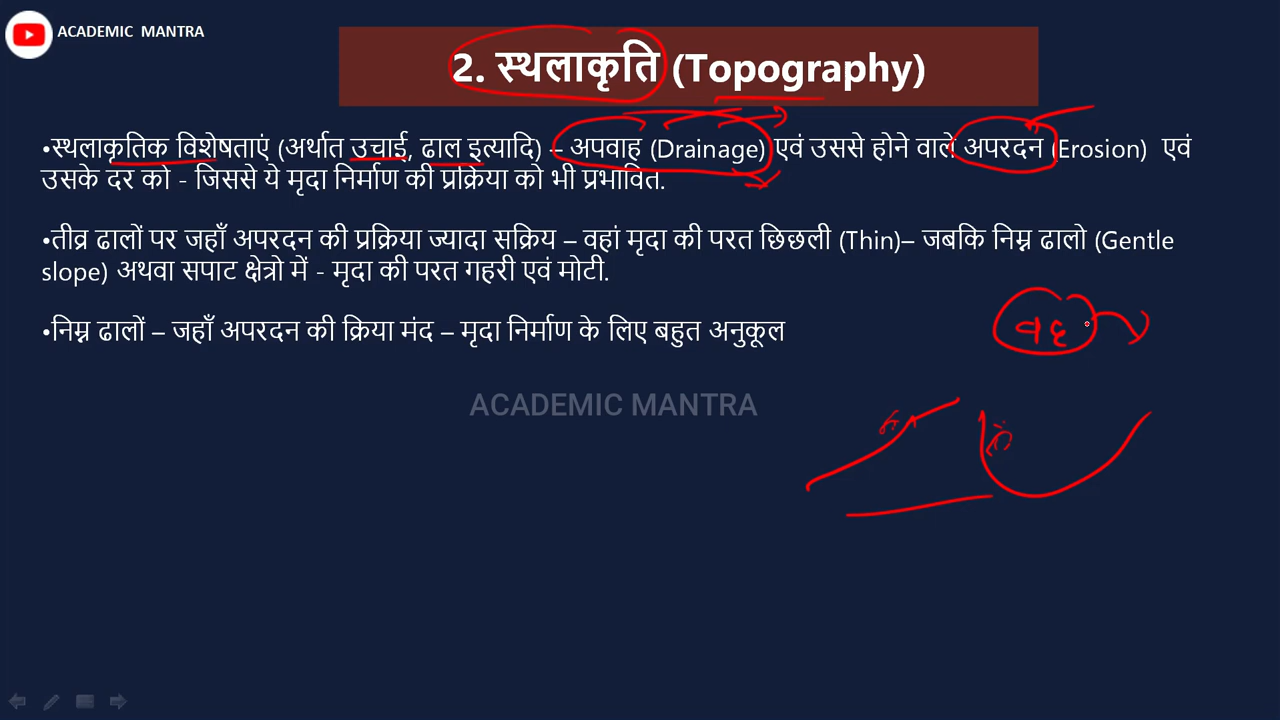 ACADEMIC MANTRA
2. स्थलाकृति (Topography)
•स्थलाकृतिक विशेषताएं (अर्थात उचाई, ढाल इत्यादि) – अपवाह (Drainage) एवं उससे होने वाले अपरदन (Erosion) एवं
उसके दर को - जिससे ये मृदा निर्माण की प्रक्रिया को भी प्रभावित.
•तीव्र ढालों पर जहाँ अपरदन की प्रक्रिया ज्यादा सक्रिय – वहां मृदा की परत छिछली (Thin)– जबकि निम्न ढालो (Gentle
slope) अथवा सपाट क्षेत्रो में - मृदा की परत गहरी एवं मोटी.
•निम्न ढालों – जहाँ अपरदन की क्रिया मंद – मृदा निर्माण के लिए बहुत अनुकूल
ACADEMIC MANTRA